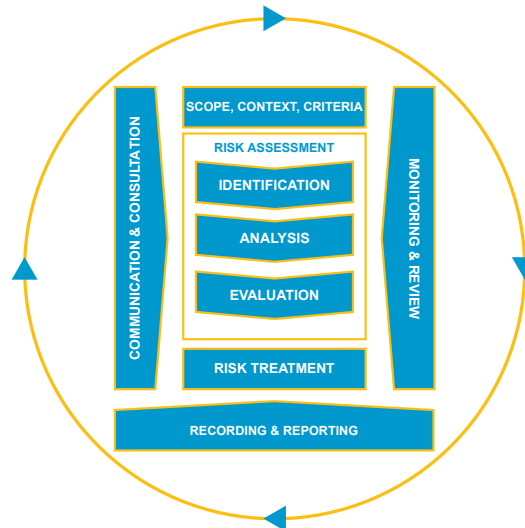 SCOPE, CONTEXT, CRITERIA
RISK ASSESSMENT
IDENTIFICATION
ANALYSIS
EVALUATION
RISK TREATMENT
COMMUNICATION & CONSULTATION
MONITORING & REVIEW
RECORDING & REPORTING